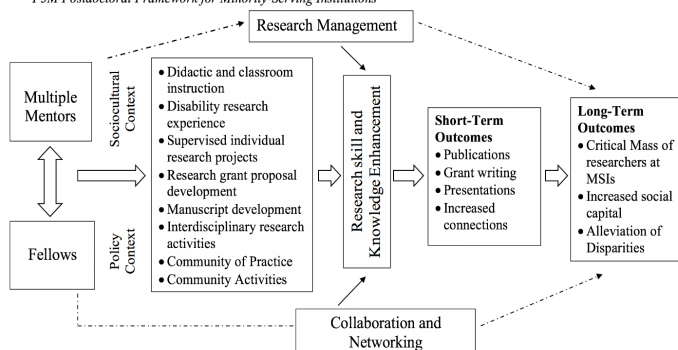 Postdoctoral Framework for Minority-Serving Institutions
Research Management
Multiple
Mentors
Fellows
Sociocultural
Context
Policy
Context
• Didactic and classroom
instruction
• Disability research
experience
• Supervised individual
research projects
• Research grant proposal
development
• Manuscript development
• Interdisciplinary research
activities
• Community of Practice
• Community Activities
Research skill and
Knowledge Enhancement
Short-Term
Outcomes
• Publications
• Grant writing
• Presentations
• Increased
connections
Long-Term
Outcomes
• Critical Mass of
researchers at
MSIs
• Increased social
capital
• Alleviation of
Disparities
Collaboration and
Networking